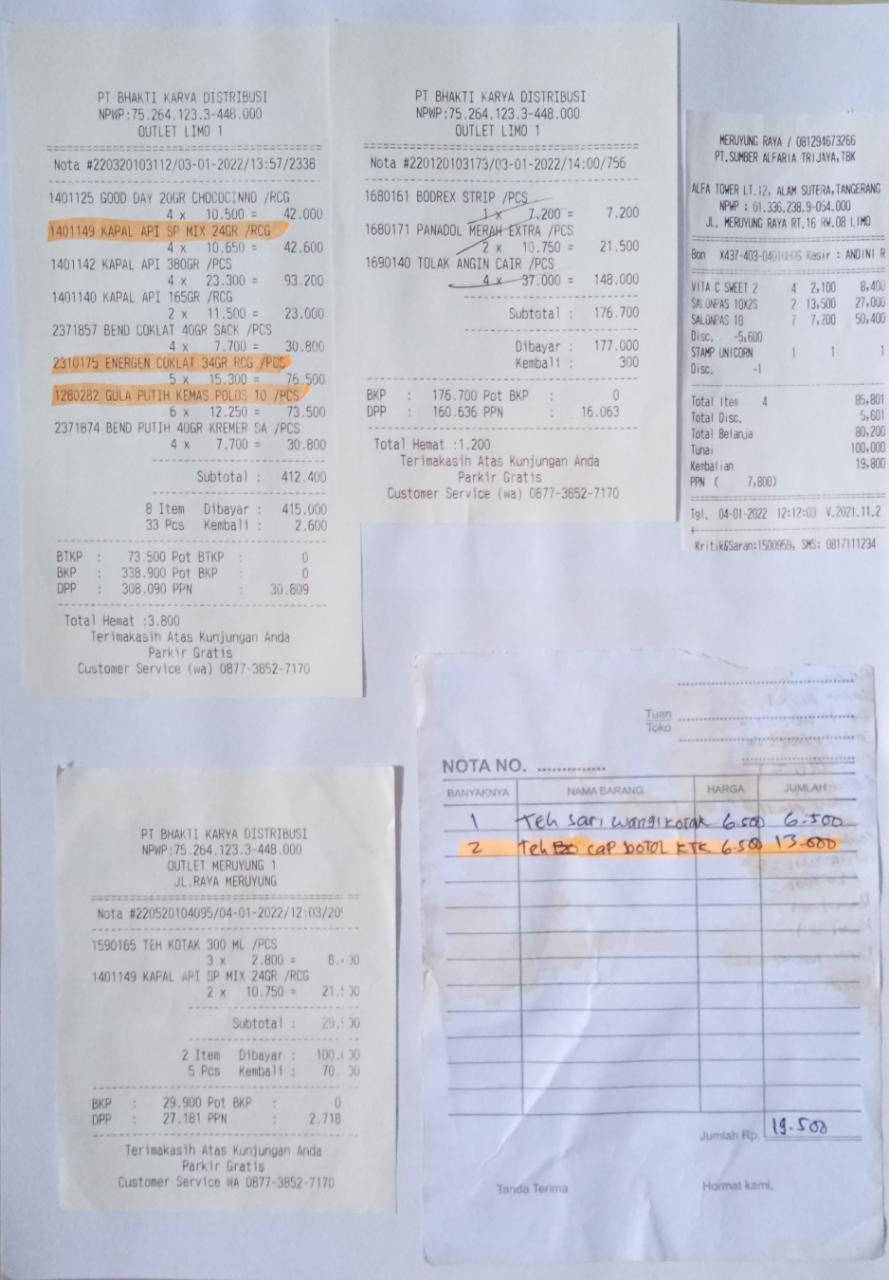 PT BHAKTI KARYA DISTRIBUSI
NPWP:75.264.123.3-448.000
OUTLET LIMO 1
Nota #220320103112/03-01-2022/13:57/2338
1401125 GOOD DAY 20GR CHOCOCINNO /RCG
4 x 10.500 = 42.000
1401149 KAPAL API SP MIX 24GR /RCG
4 x 10.650 = 42.600
1401142 KAPAL API 380GR /PCS
4 x 23.300 = 93.200
1401140 KAPAL API 165GR /RCG
2 x 11.500 = 23.000
2371857 BEND COKLAT 40GR SACK /PCS
4 x 7.700 = 30.800
2310175 ENERGEN COKLAT 34GR RCG /PCS
5 x 15.300 = 76.500
1280282 GULA PUTIH KEMAS POLOS 10 /PCS
6 x 12.250 = 73.500
2371874 BEND PUTIH 40GR KREMER SA /PCS
4 x 7.700 = 30.800
Subtotal : 412.400
8 Item Dibayar : 415.000
33 Pcs Kembali : 2.600
BTKP : 73.500 Pot BTKP : 0
BKP : 338.900 Pot BKP : 0
DPP : 308.090 PPN : 30.809
Total Hemat :3.800
Terimakasih Atas Kunjungan Anda
Parkir Gratis
Customer Service (wa) 0877-3852-7170
PT BHAKTI KARYA DISTRIBUSI
NPWP:75.264.123.3-448.000
OUTLET LIMO 1
Nota #220120103173/03-01-2022/14:00/756
1680161 BODREX STRIP /PCS
1 x 7.200 = 7.200
1680171 PANADOL MERAH EXTRA /PCS
2 x 10.750 = 21.500
1690140 TOLAK ANGIN CAIR /PCS
4 x 37.000 = 148.000
Subtotal : 176.700
Dibayar : 177.000
Kembali : 300
BKP : 176.700 Pot BKP : 0
DPP : 160.636 PPN : 16.063
Total Hemat :1.200
Terimakasih Atas Kunjungan Anda
Parkir Gratis
Customer Service (wa) 0877-3852-7170
MERUYUNG RAYA / 081294673266
PT.SUMBER ALFARIA TRIJAYA,TBK
ALFA TOWER LT.12, ALAM SUTERA,TANGERANG
NPWP : 01.336.238.9-054.000
JL. MERUYUNG RAYA RT.16 RW.08 LIMO
Bon Kasir : ANDINI R
VITA C SWEET 2 4 2,100 8,400
SALONPAS 10X2S 2 13,500 27,000
SALONPAS 10 7 7,200 50,400
Disc. -5,600
STAMP UNICORN 1 1 1
Disc. -1
Total Item 4 85,801
Total Disc. 5,601
Total Belanja 80,200
Tunai 100,000
Kembalian 19,800
PPN ( 7,800)
Tgl. 04-01-2022 12:12:03 V.2021.11.2
Kritik&Saran:1500959, SMS: 0817111234
PT BHAKTI KARYA DISTRIBUSI
NPWP:75.264.123.3-448.000
OUTLET MERUYUNG 1
JL.RAYA MERUYUNG
Nota #220520104095/04-01-2022/12:03/20
1590165 TEH KOTAK 300 ML /PCS
3 x 2.800 =
1401149 KAPAL API SP MIX 24GR /RCG
2 x 10.750 =
Subtotal :
2 Item Dibayar :
5 Pcs Kembali :
BKP : 29.900 Pot BKP : 0
DPP : 27.181 PPN : 2.718
Terimakasih Atas Kunjungan Anda
Parkir Gratis
Customer Service WA 0877-3852-7170
Tuan
Toko
NOTA NO. ..............
BANYAKNYA NAMA BARANG HARGA JUMLAH
1 Teh sari wangi kotak 6.500 6.500
2 Teh cap botol KTK 6.500 13.000
Jumlah Rp. 19.500
Tanda Terima Hormat kami,